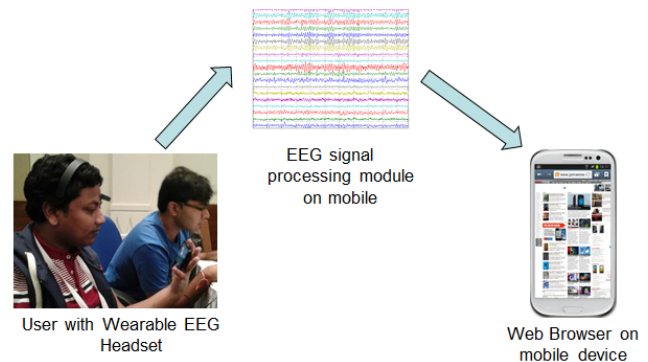 EEG signal
processing module
on mobile
User with Wearable EEG
Headset
Web Browser on
mobile device